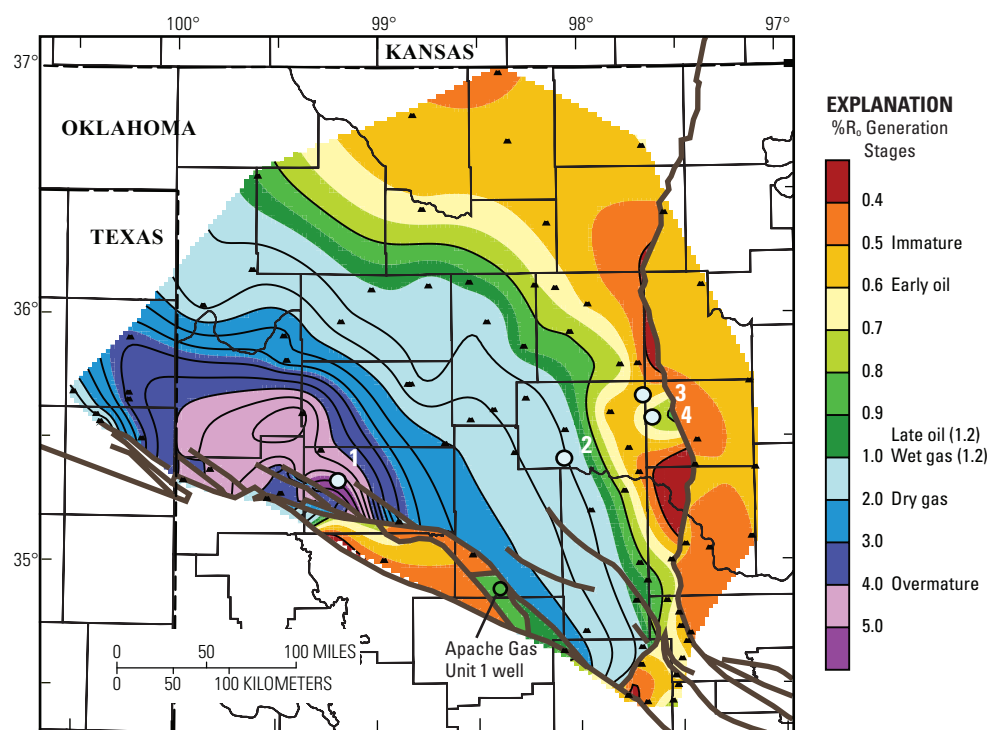 100°
99°
98°
97°
37°
KANSAS
OKLAHOMA
TEXAS
36°
35°
1
2
3
4
0 50 100 MILES
0 50 100 KILOMETERS
Apache Gas
Unit 1 well
EXPLANATION
%Rₒ Generation
Stages
0.4
0.5 Immature
0.6 Early oil
0.7
0.8
0.9
Late oil (1.2)
1.0 Wet gas (1.2)
2.0 Dry gas
3.0
4.0 Overmature
5.0